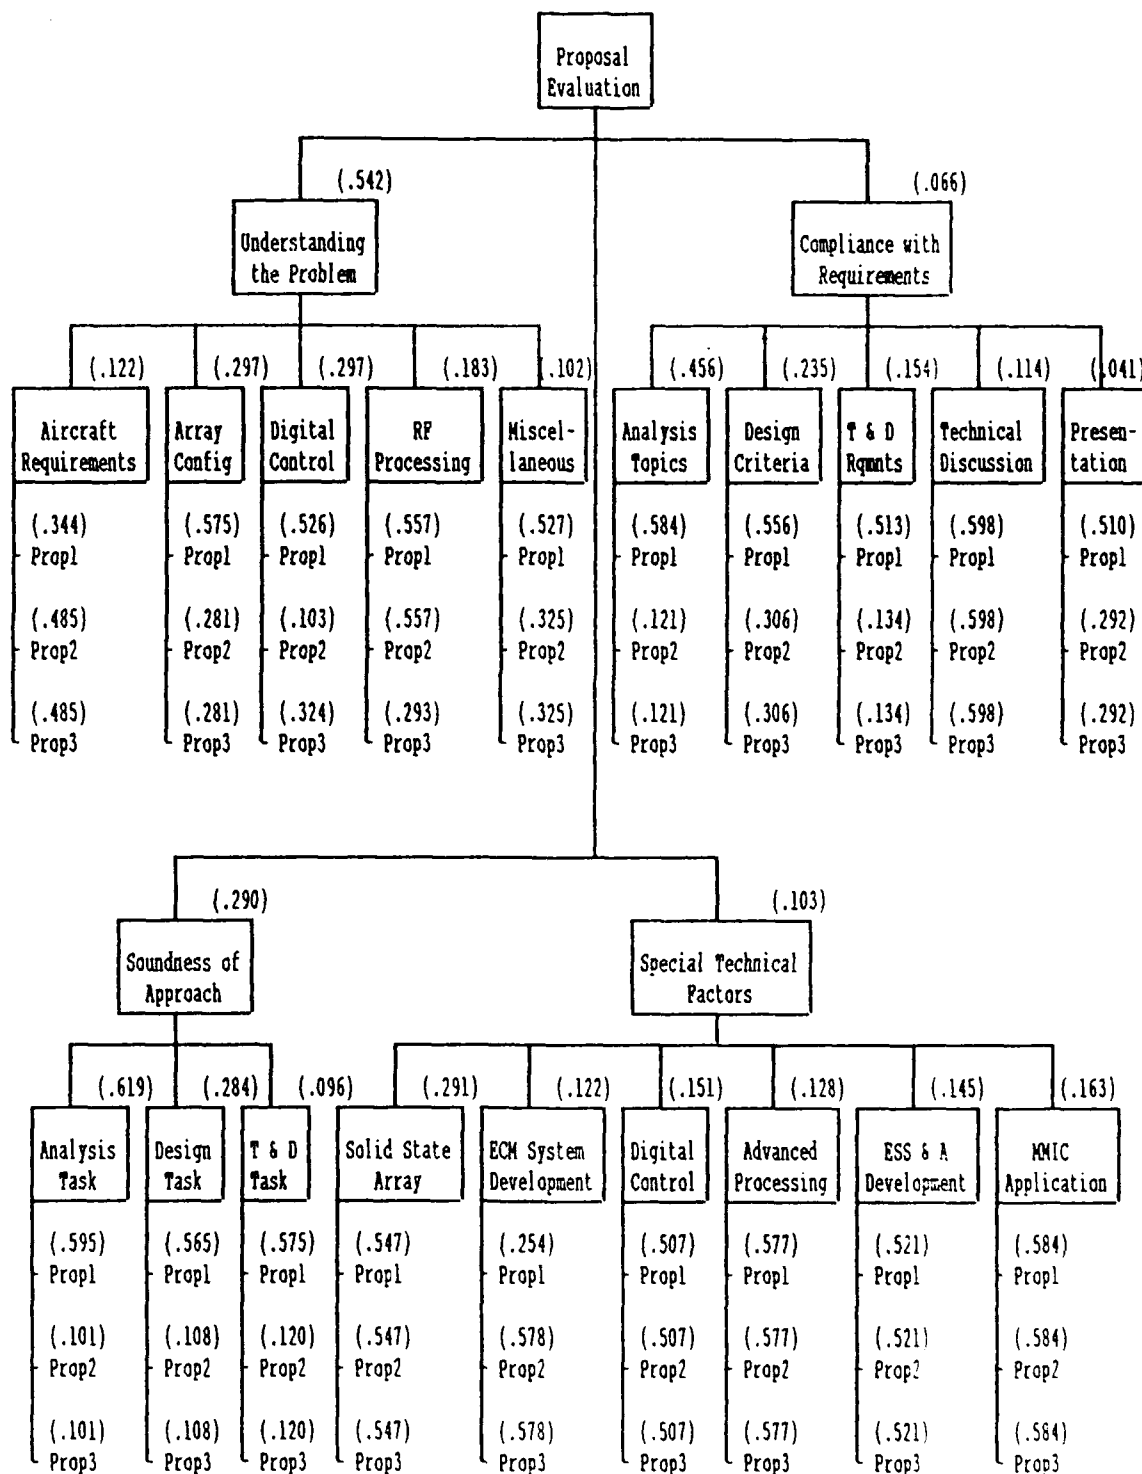 Proposal
Evaluation
(.542)
(.066)
Understanding
the Problem
Compliance with
Requirements
(.122) (.297) (.297) (.183) (.102) (.456) (.235) (.154) (.114) (.041)
Aircraft
Requirements
Array
Config
Digital
Control
RF
Processing
Miscel-
laneous
Analysis
Topics
Design
Criteria
T & D
Rqmnts
Technical
Discussion
Presen-
tation
(.344) (.575) (.526) (.557) (.527) (.584) (.556) (.513) (.598) (.510)
Prop1 Prop1 Prop1 Prop1 Prop1 Prop1 Prop1 Prop1 Prop1 Prop1
(.485) (.281) (.103) (.557) (.325) (.121) (.306) (.134) (.598) (.292)
Prop2 Prop2 Prop2 Prop2 Prop2 Prop2 Prop2 Prop2 Prop2 Prop2
(.485) (.281) (.324) (.293) (.325) (.121) (.306) (.134) (.598) (.292)
Prop3 Prop3 Prop3 Prop3 Prop3 Prop3 Prop3 Prop3 Prop3 Prop3
(.290)
(.103)
Soundness of
Approach
Special Technical
Factors
(.619) (.284) (.096) (.291) (.122) (.151) (.128) (.145) (.163)
Analysis
Task
Design
Task
T & D
Task
Solid State
Array
ECM System
Development
Digital
Control
Advanced
Processing
ESS & A
Development
MMIC
Application
(.595) (.565) (.575) (.547) (.254) (.507) (.577) (.521) (.584)
Prop1 Prop1 Prop1 Prop1 Prop1 Prop1 Prop1 Prop1 Prop1
(.101) (.108) (.120) (.547) (.578) (.507) (.577) (.521) (.584)
Prop2 Prop2 Prop2 Prop2 Prop2 Prop2 Prop2 Prop2 Prop2
(.101) (.108) (.120) (.547) (.578) (.507) (.577) (.521) (.584)
Prop3 Prop3 Prop3 Prop3 Prop3 Prop3 Prop3 Prop3 Prop3